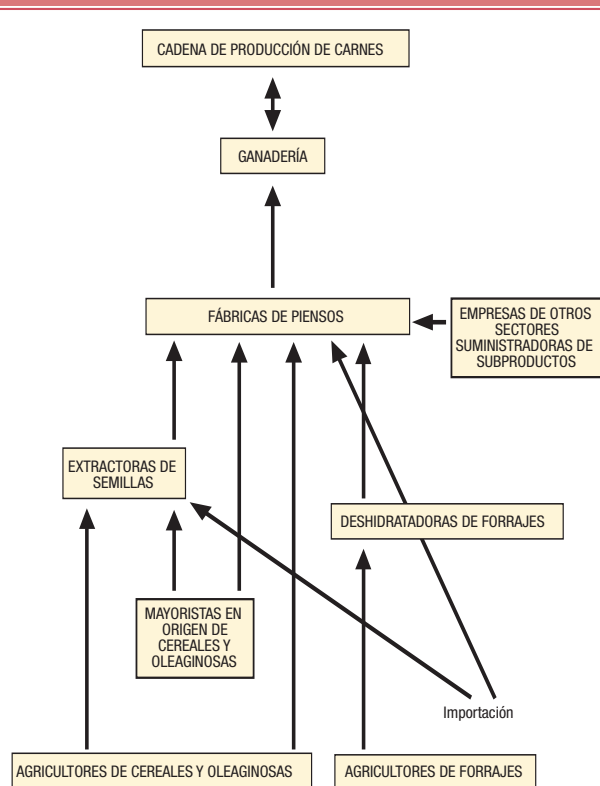 CADENA DE PRODUCCIÓN DE CARNES
GANADERÍA
FÁBRICAS DE PIENSOS
EMPRESAS DE OTROS
SECTORES
SUMINISTRADORAS DE
SUBPRODUCTOS
EXTRACTORAS DE
SEMILLAS
DESHIDRATADORAS DE FORRAJES
MAYORISTAS EN
ORIGEN DE
CEREALES Y
OLEAGINOSAS
Importación
AGRICULTORES DE CEREALES Y OLEAGINOSAS
AGRICULTORES DE FORRAJES